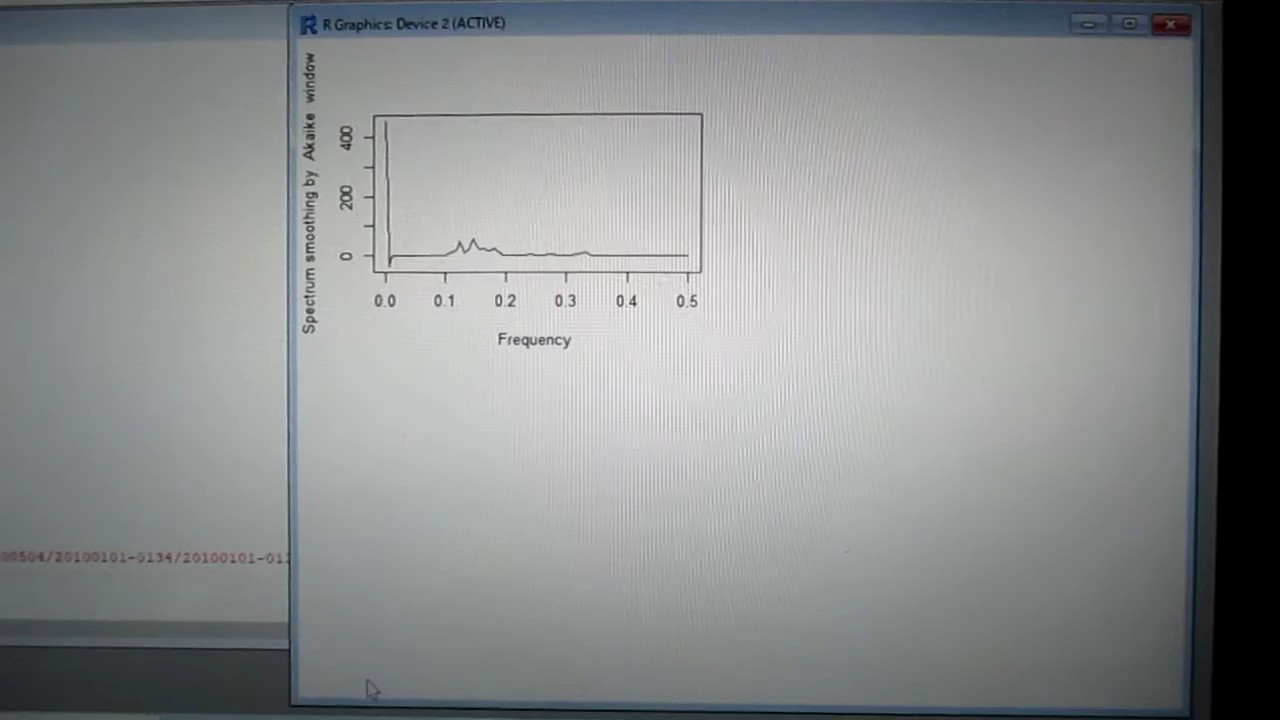 R Graphics: Device 2 (ACTIVE)
Spectrum smoothing by Akaike window
400
200
0
0.0 0.1 0.2 0.3 0.4 0.5
Frequency
00504/20100101-0134/20100101-01